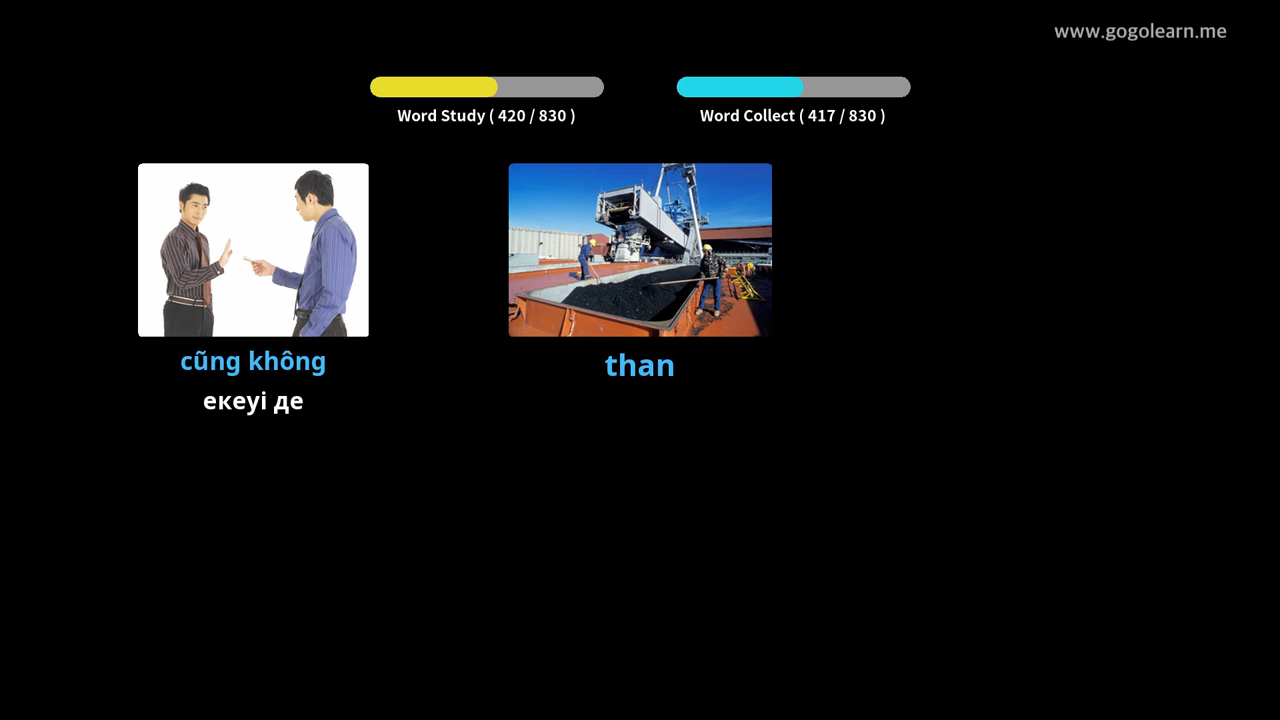 www.gogolearn.me
Word Study ( 420 / 830 )
Word Collect ( 417 / 830 )
cũng không
екеуі де
than